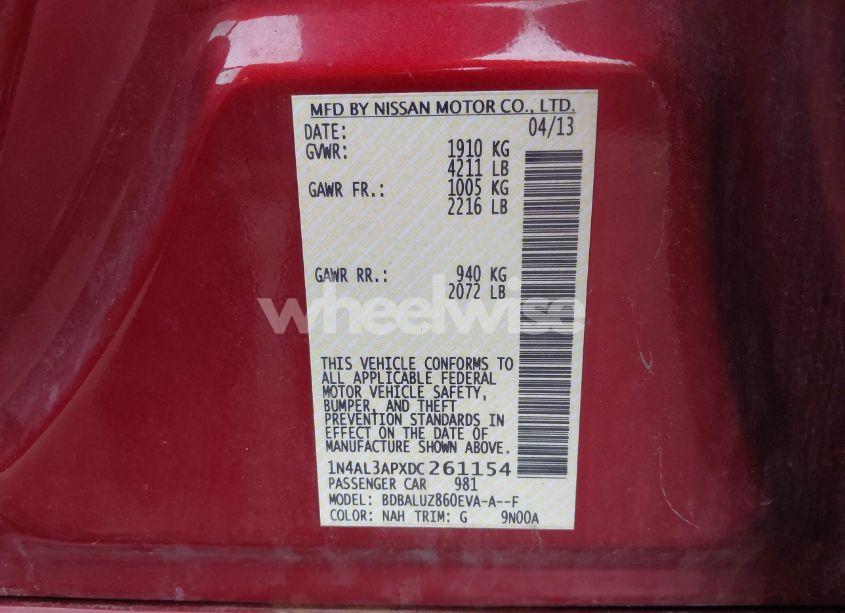 MFD BY NISSAN MOTOR CO., LTD.
DATE: 04/13
GVWR: 1910 KG
4211 LB
GAWR FR.: 1005 KG
2216 LB
GAWR RR.: 940 KG
2072 LB
wheelwise
THIS VEHICLE CONFORMS TO
ALL APPLICABLE FEDERAL
MOTOR VEHICLE SAFETY,
BUMPER, AND THEFT
PREVENTION STANDARDS IN
EFFECT ON THE DATE OF
MANUFACTURE SHOWN ABOVE.
1N4AL3APXDC261154
PASSENGER CAR 981
MODEL: BDBALUZ860EVA-A--F
COLOR: NAH TRIM: G 9N00A